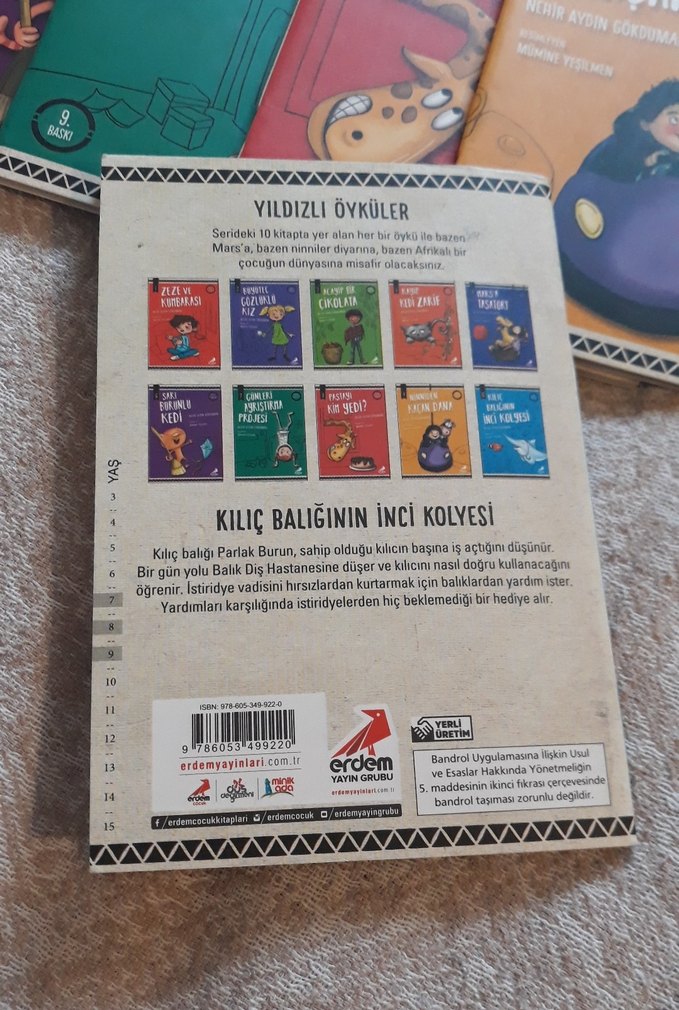 NEHİR AYDIN GÖKDUMAN
MÜMİNE YEŞİLMEN
9.
BASKI
YILDIZLI ÖYKÜLER
Serideki 10 kitapta yer alan her bir öykü ile bazen
Mars'a, bazen ninniler diyarına, bazen Afrikalı bir
çocuğun dünyasına misafir olacaksınız.
ZEZE VE
KUMBARASI
BÜYÜTEÇ
GÖZLÜKLÜ
KIZ
ACAYİP BİR
ÇİKOLATA
KAYIP
KEDİ ZARİF
MARS'A
TAŞATORT
SARI
BURUNLU
KEDİ
ÇÖPLERİ
AYRIŞTIRMA
PROJESİ
PASTAYI
KİM YEDİ?
NİNNİDEN
KAÇAN DANA
KILIÇ
BALIĞININ
İNCİ KOLYESİ
YAŞ
3
4
5
6
7
8
9
10
11
12
13
14
15
KILIÇ BALIĞININ İNCİ KOLYESİ
Kılıç balığı Parlak Burun, sahip olduğu kılıcın başına iş açtığını düşünür.
Bir gün yolu Balık Diş Hastanesine düşer ve kılıcını nasıl doğru kullanacağını
öğrenir. İstiridye vadisini hırsızlardan kurtarmak için balıklardan yardım ister.
Yardımları karşılığında istiridyelerden hiç beklemediği bir hediye alır.
ISBN: 978-605-349-922-0
9 786053 499220
erdemyayinlari.com.tr
erdem
çocuk
düş
değirmeni
minik
ada
erdem
YAYIN GRUBU
erdemyayinlari.com.tr
YERLİ
ÜRETİM
Bandrol Uygulamasına İlişkin Usul
ve Esaslar Hakkında Yönetmeliğin
5. maddesinin ikinci fıkrası çerçevesinde
bandrol taşıması zorunlu değildir.
/erdemcocukkitaplari /erdemcocuk /erdemyayingrubu